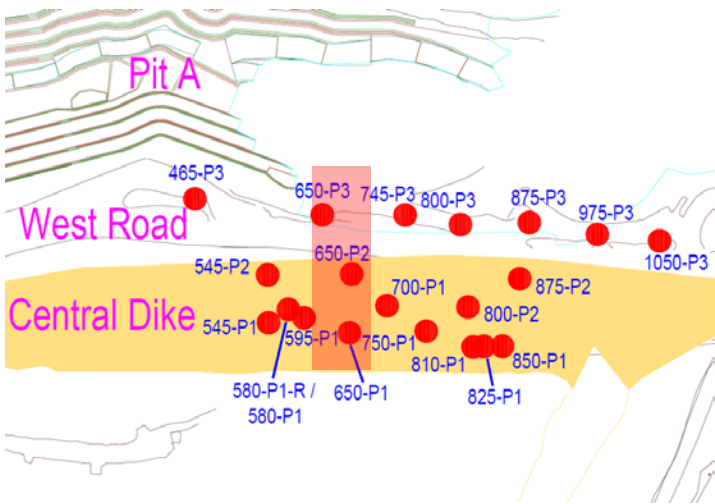 Pit A
465-P3
650-P3
745-P3
800-P3
875-P3
975-P3
1050-P3
West Road
545-P2
650-P2
700-P1
875-P2
Central Dike
545-P1
595-P1
750-P1
800-P2
810-P1
850-P1
580-P1-R /
580-P1
650-P1
825-P1